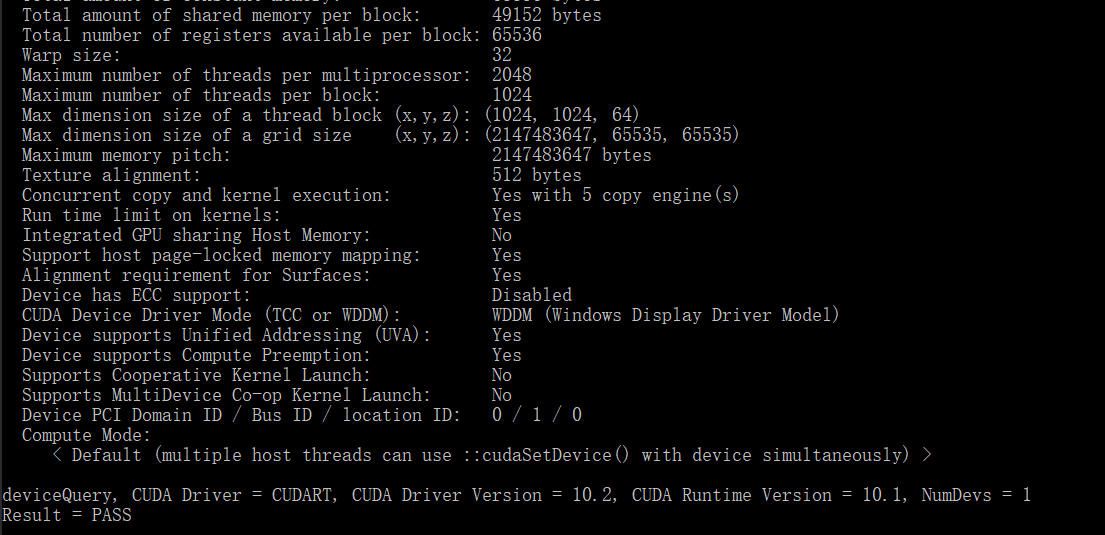 Total amount of shared memory per block: 49152 bytes
Total number of registers available per block: 65536
Warp size: 32
Maximum number of threads per multiprocessor: 2048
Maximum number of threads per block: 1024
Max dimension size of a thread block (x,y,z): (1024, 1024, 64)
Max dimension size of a grid size (x,y,z): (2147483647, 65535, 65535)
Maximum memory pitch: 2147483647 bytes
Texture alignment: 512 bytes
Concurrent copy and kernel execution: Yes with 5 copy engine(s)
Run time limit on kernels: Yes
Integrated GPU sharing Host Memory: No
Support host page-locked memory mapping: Yes
Alignment requirement for Surfaces: Yes
Device has ECC support: Disabled
CUDA Device Driver Mode (TCC or WDDM): WDDM (Windows Display Driver Model)
Device supports Unified Addressing (UVA): Yes
Device supports Compute Preemption: Yes
Supports Cooperative Kernel Launch: No
Supports MultiDevice Co-op Kernel Launch: No
Device PCI Domain ID / Bus ID / location ID: 0 / 1 / 0
Compute Mode:
< Default (multiple host threads can use ::cudaSetDevice() with device simultaneously) >
deviceQuery, CUDA Driver = CUDART, CUDA Driver Version = 10.2, CUDA Runtime Version = 10.1, NumDevs = 1
Result = PASS